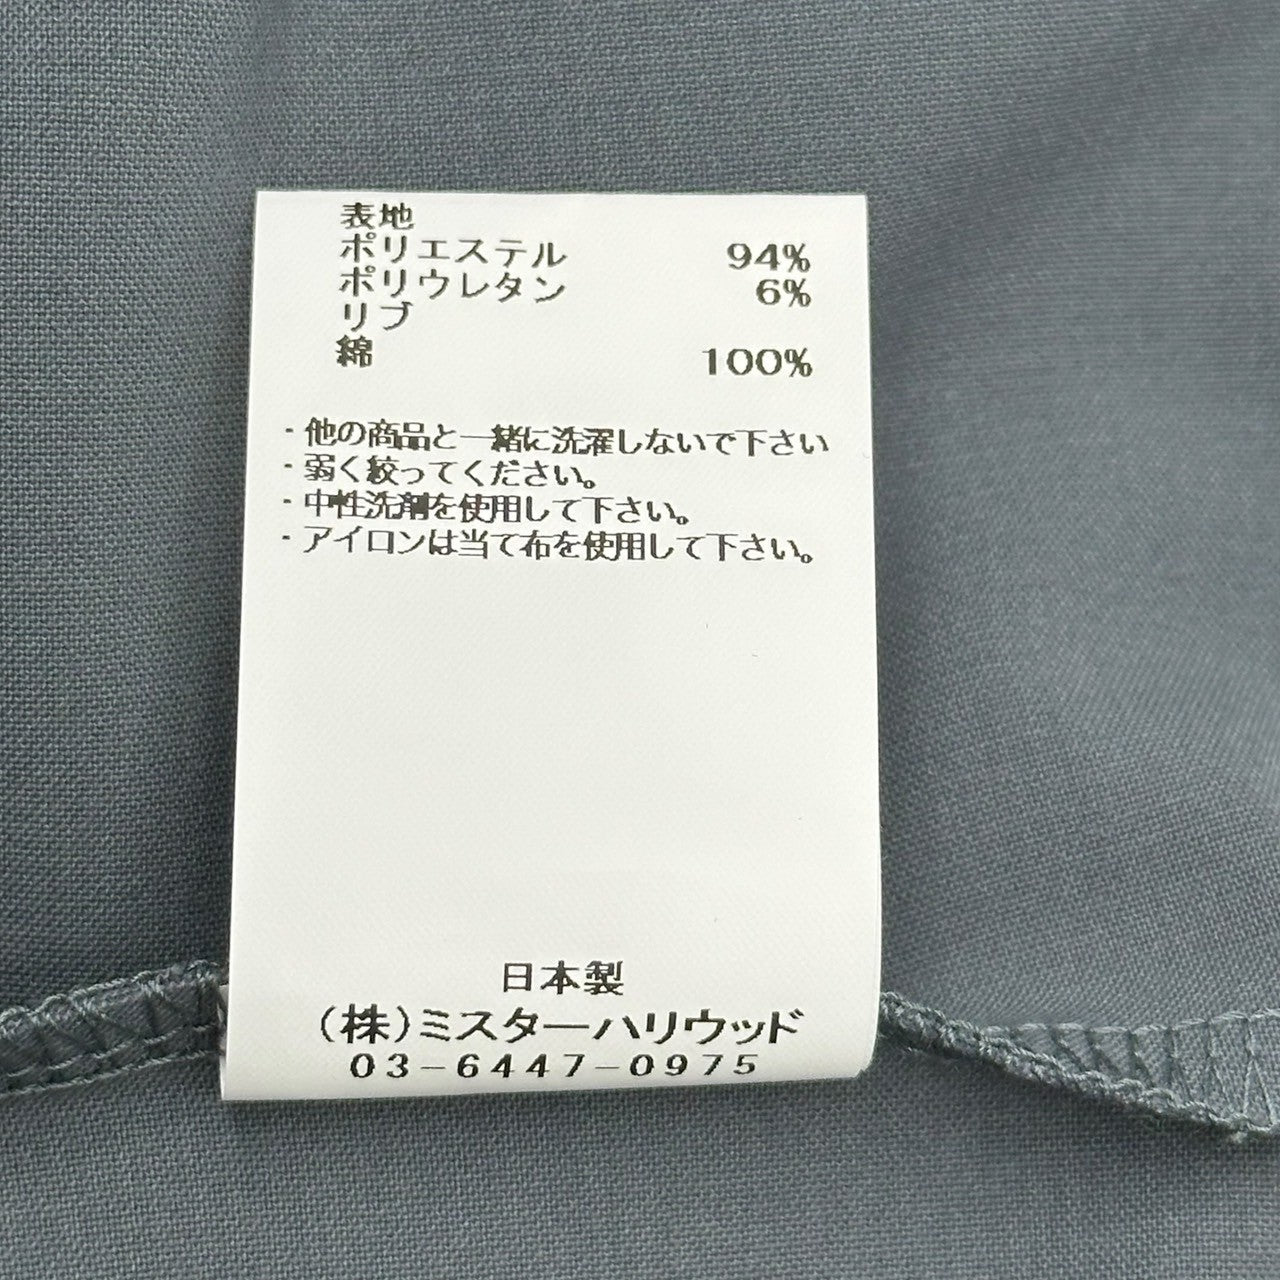 表地
ポリエステル 94%
ポリウレタン 6%
リブ
綿 100%
・他の商品と一緒に洗濯しないで下さい
・弱く絞ってください。
・中性洗剤を使用して下さい。
・アイロンは当て布を使用して下さい。
日本製
(株)ミスターハリウッド
03-6447-0975